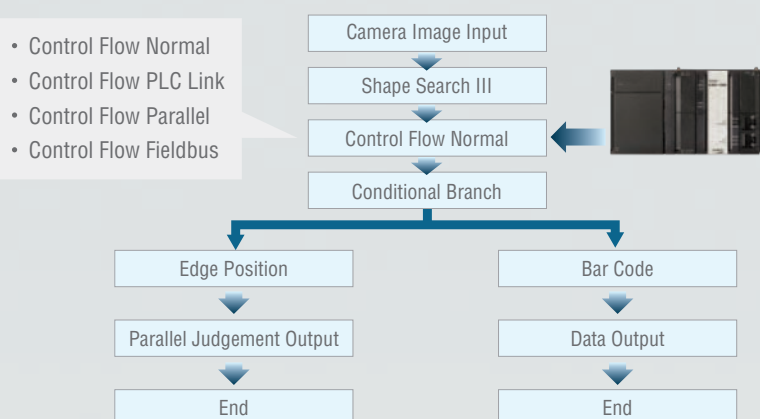 • Control Flow Normal
• Control Flow PLC Link
• Control Flow Parallel
• Control Flow Fieldbus
Camera Image Input
Shape Search III
Control Flow Normal
Conditional Branch
Edge Position
Bar Code
Parallel Judgement Output
Data Output
End
End